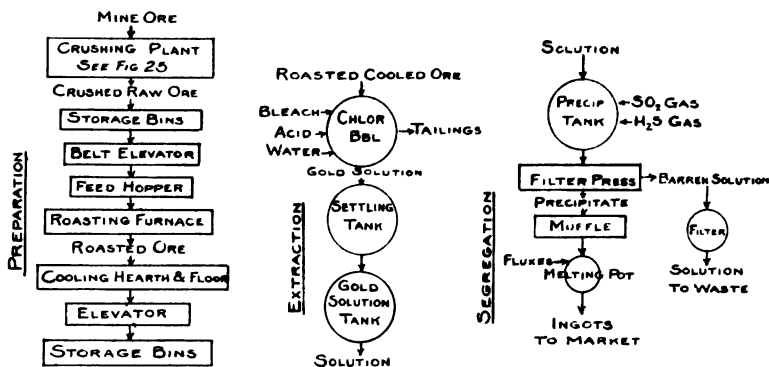 PREPARATION
MINE ORE
CRUSHING PLANT
SEE FIG 25
CRUSHED RAW ORE
STORAGE BINS
BELT ELEVATOR
FEED HOPPER
ROASTING FURNACE
ROASTED ORE
COOLING HEARTH & FLOOR
ELEVATOR
STORAGE BINS
EXTRACTION
ROASTED COOLED ORE
BLEACH
ACID
WATER
CHLOR
BBL
TAILINGS
GOLD SOLUTION
SETTLING
TANK
GOLD
SOLUTION
TANK
SOLUTION
SEGREGATION
SOLUTION
PRECIP
TANK
SO2 GAS
H2S GAS
FILTER PRESS
BARREN SOLUTION
PRECIPITATE
MUFFLE
FILTER
FLUXES
MELTING POT
SOLUTION
TO WASTE
INGOTS
TO MARKET